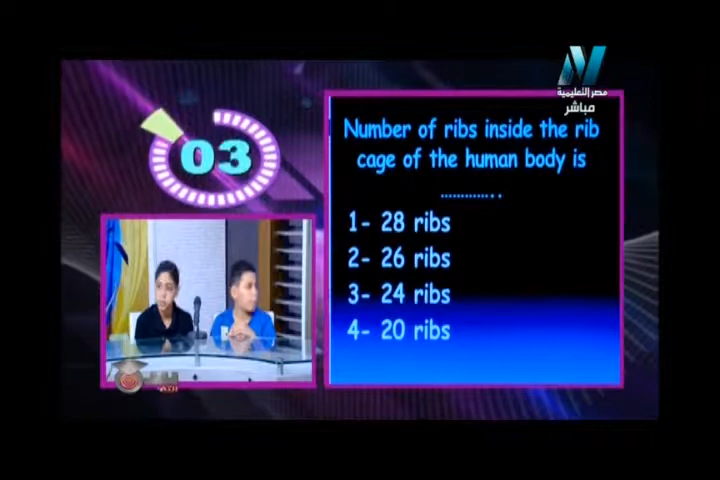 مصر التعليمية
مباشر
03
Number of ribs inside the rib
cage of the human body is
..............
1- 28 ribs
2- 26 ribs
3- 24 ribs
4- 20 ribs